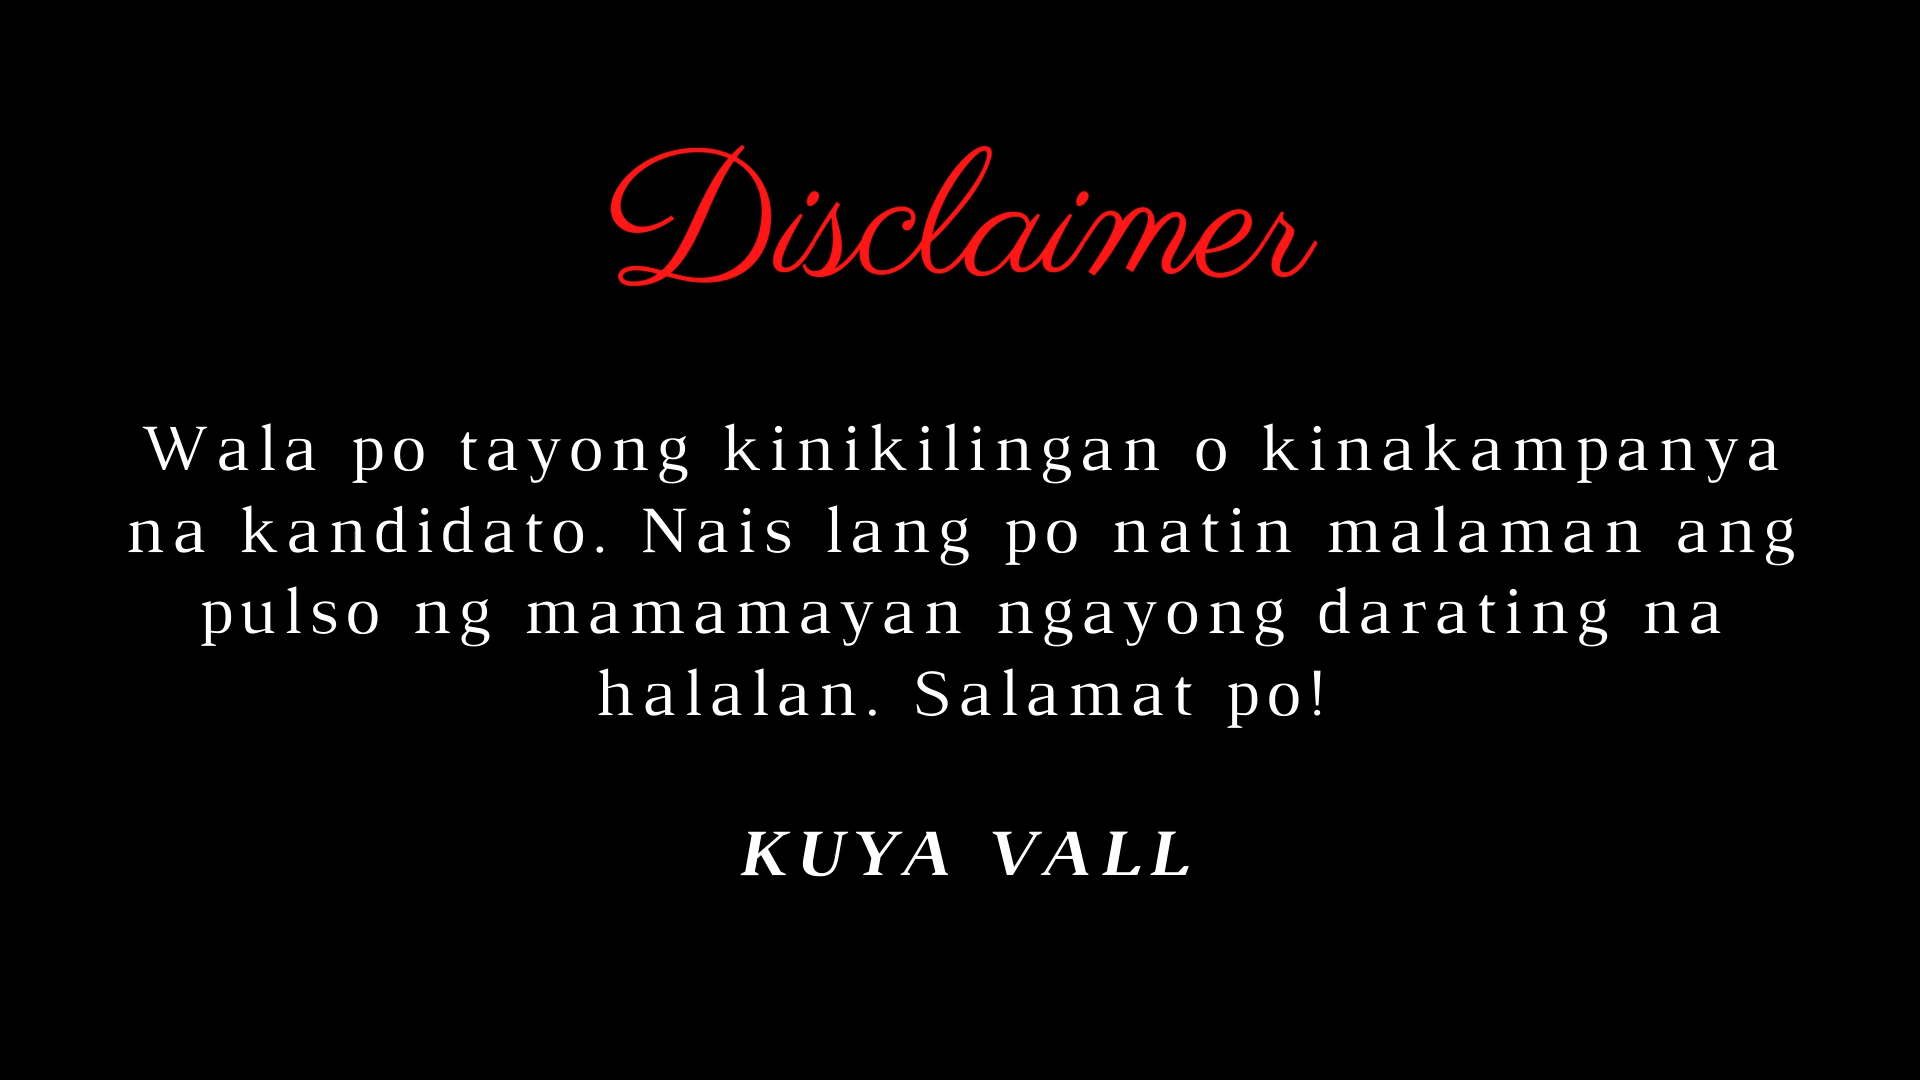 Disclaimer
Wala po tayong kinikilingan o kinakampanya
na kandidato. Nais lang po natin malaman ang
pulso ng mamamayan ngayong darating na
halalan. Salamat po!
KUYA VALL